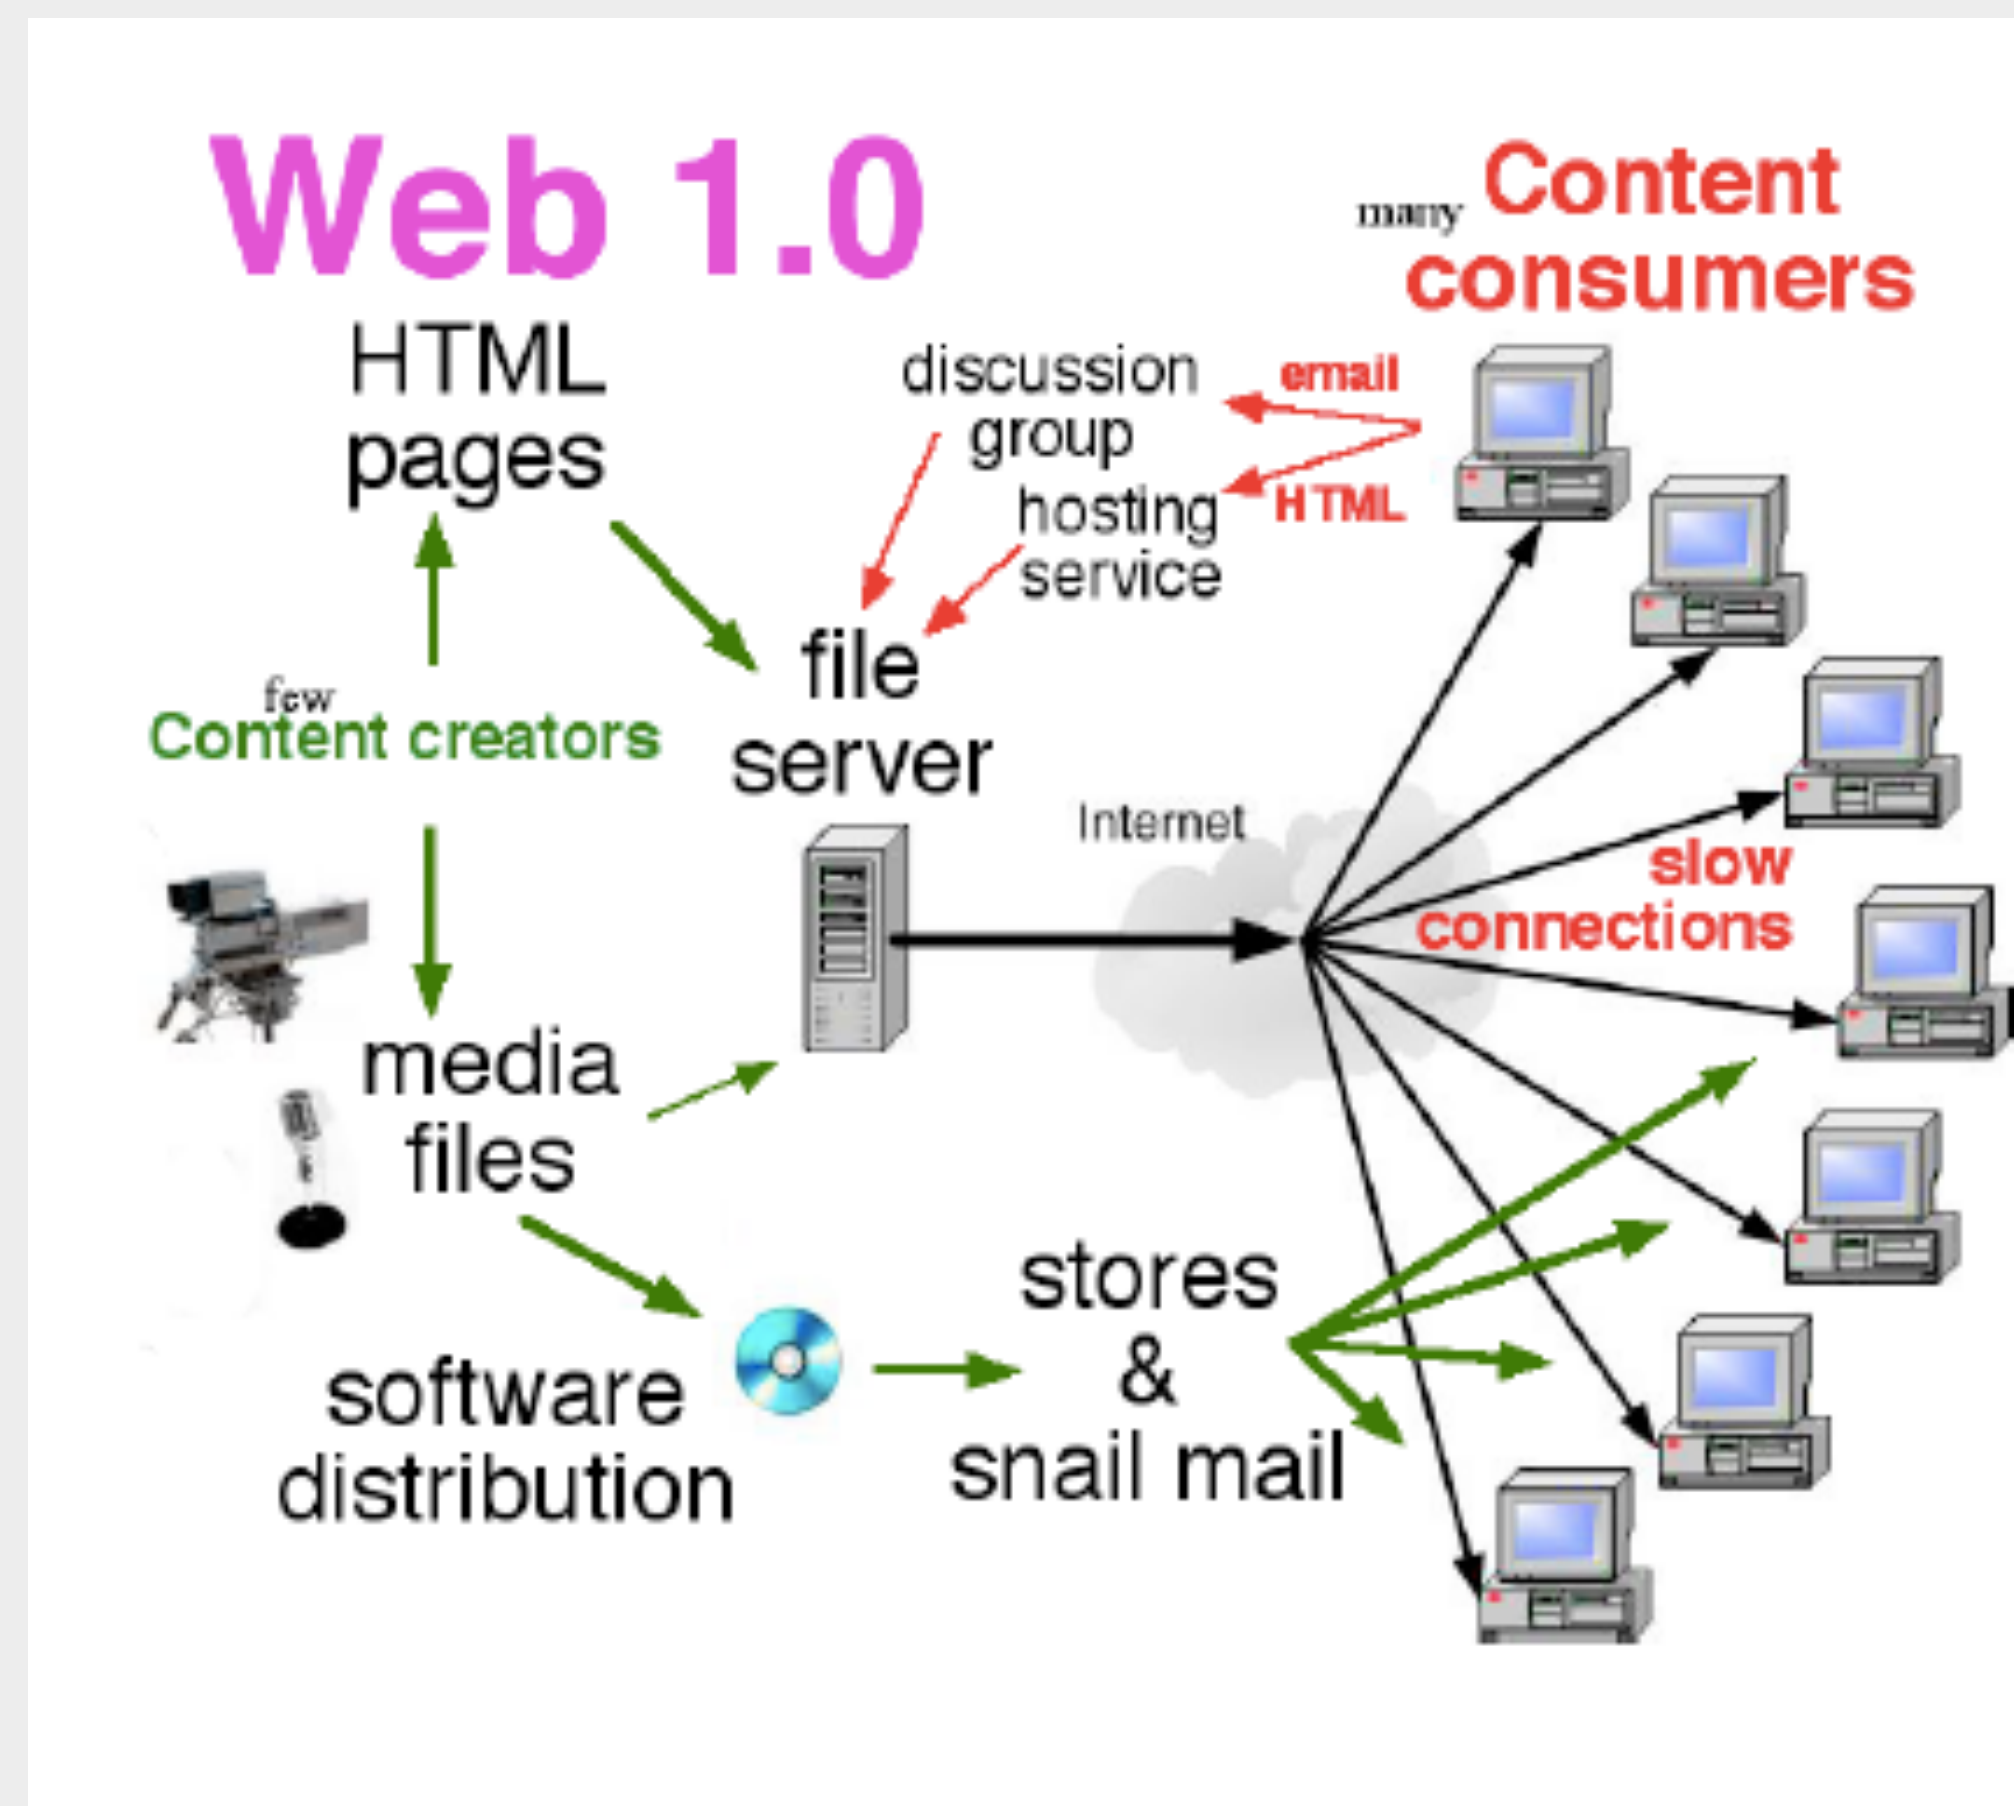 Web 1.0
many Content
consumers
HTML
pages
discussion
group
email
HTML
hosting
service
file
server
few
Content creators
Internet
slow
connections
media
files
stores
&
snail mail
software
distribution